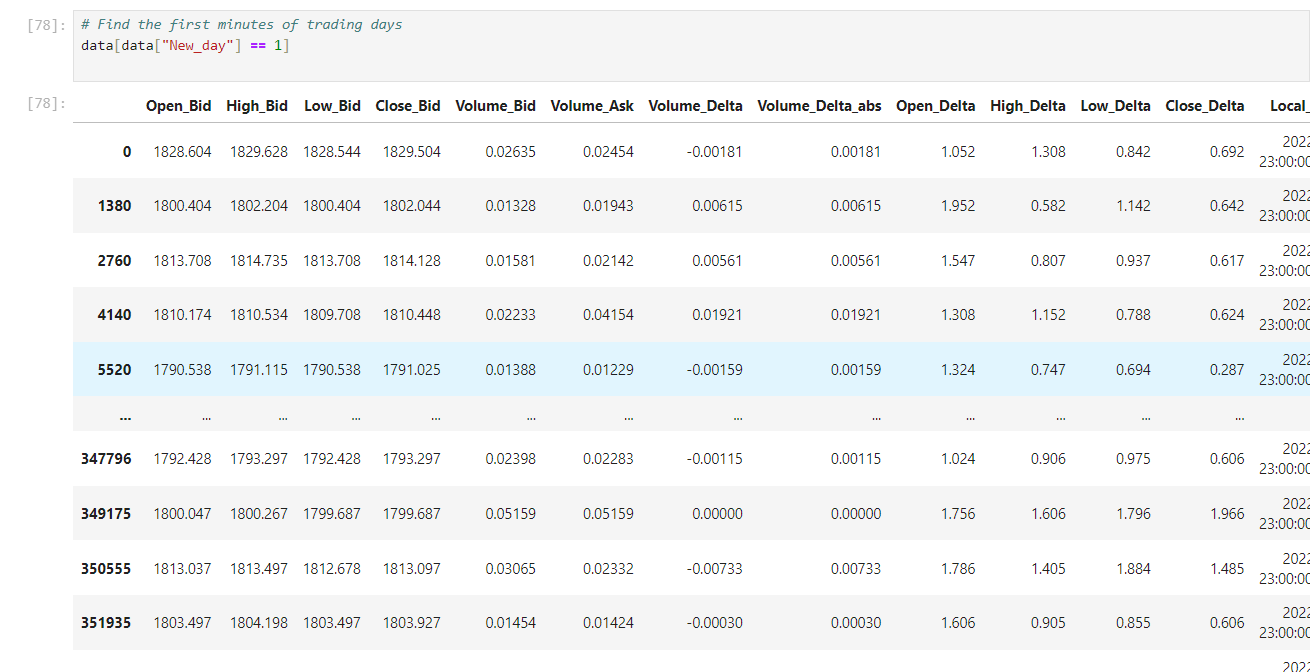 [78]: # Find the first minutes of trading days
data[data["New_day"] == 1]
[78]: Open_Bid High_Bid Low_Bid Close_Bid Volume_Bid Volume_Ask Volume_Delta Volume_Delta_abs Open_Delta High_Delta Low_Delta Close_Delta Local_
0 1828.604 1829.628 1828.544 1829.504 0.02635 0.02454 -0.00181 0.00181 1.052 1.308 0.842 0.692 2022
23:00:00
1380 1800.404 1802.204 1800.404 1802.044 0.01328 0.01943 0.00615 0.00615 1.952 0.582 1.142 0.642 2022
23:00:00
2760 1813.708 1814.735 1813.708 1814.128 0.01581 0.02142 0.00561 0.00561 1.547 0.807 0.937 0.617 2022
23:00:00
4140 1810.174 1810.534 1809.708 1810.448 0.02233 0.04154 0.01921 0.01921 1.308 1.152 0.788 0.624 2022
23:00:00
5520 1790.538 1791.115 1790.538 1791.025 0.01388 0.01229 -0.00159 0.00159 1.324 0.747 0.694 0.287 2022
23:00:00
... ... ... ... ... ... ... ... ... ... ... ... ...
347796 1792.428 1793.297 1792.428 1793.297 0.02398 0.02283 -0.00115 0.00115 1.024 0.906 0.975 0.606 2022
23:00:00
349175 1800.047 1800.267 1799.687 1799.687 0.05159 0.05159 0.00000 0.00000 1.756 1.606 1.796 1.966 2022
23:00:00
350555 1813.037 1813.497 1812.678 1813.097 0.03065 0.02332 -0.00733 0.00733 1.786 1.405 1.884 1.485 2022
23:00:00
351935 1803.497 1804.198 1803.497 1803.927 0.01454 0.01424 -0.00030 0.00030 1.606 0.905 0.855 0.606 2022
23:00:00
2022